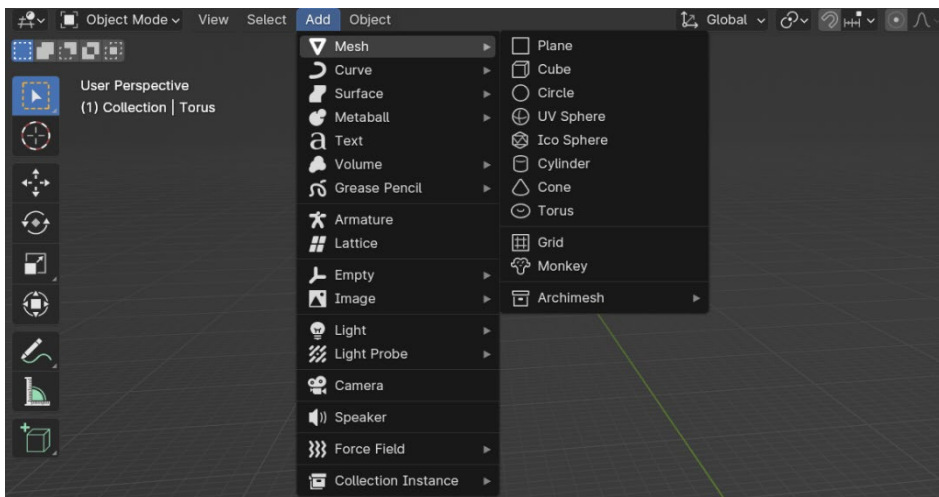 Object Mode View Select Add Object Global
User Perspective
(1) Collection | Torus
Mesh
Curve
Surface
Metaball
Text
Volume
Grease Pencil
Armature
Lattice
Empty
Image
Light
Light Probe
Camera
Speaker
Force Field
Collection Instance
Plane
Cube
Circle
UV Sphere
Ico Sphere
Cylinder
Cone
Torus
Grid
Monkey
Archimesh